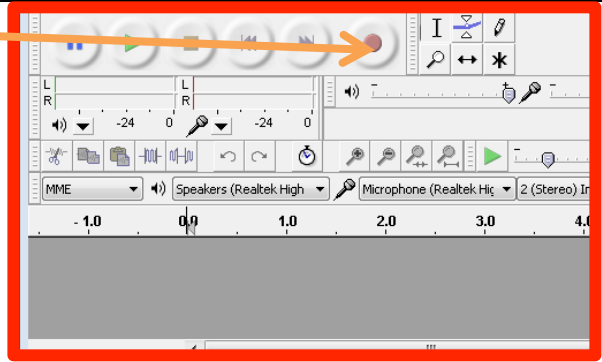 L L
R R
-24 0 -24 0
MME Speakers (Realtek High Microphone (Realtek Hig 2 (Stereo) In
- 1.0 0.0 1.0 2.0 3.0 4.0